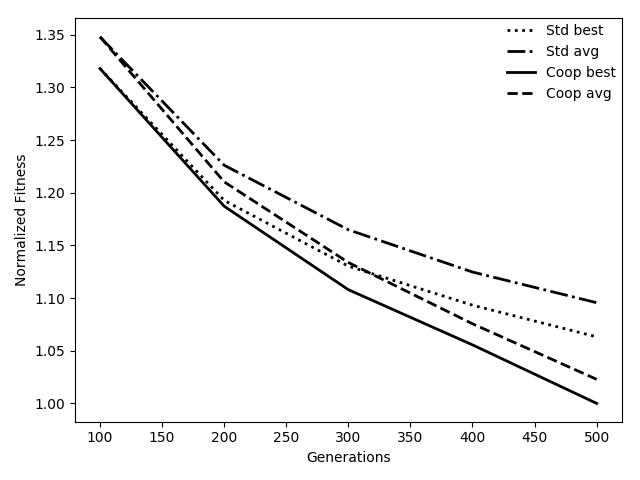 1.35
1.30
1.25
1.20
1.15
1.10
1.05
1.00
Normalized Fitness
Std best
Std avg
Coop best
Coop avg
100 150 200 250 300 350 400 450 500
Generations